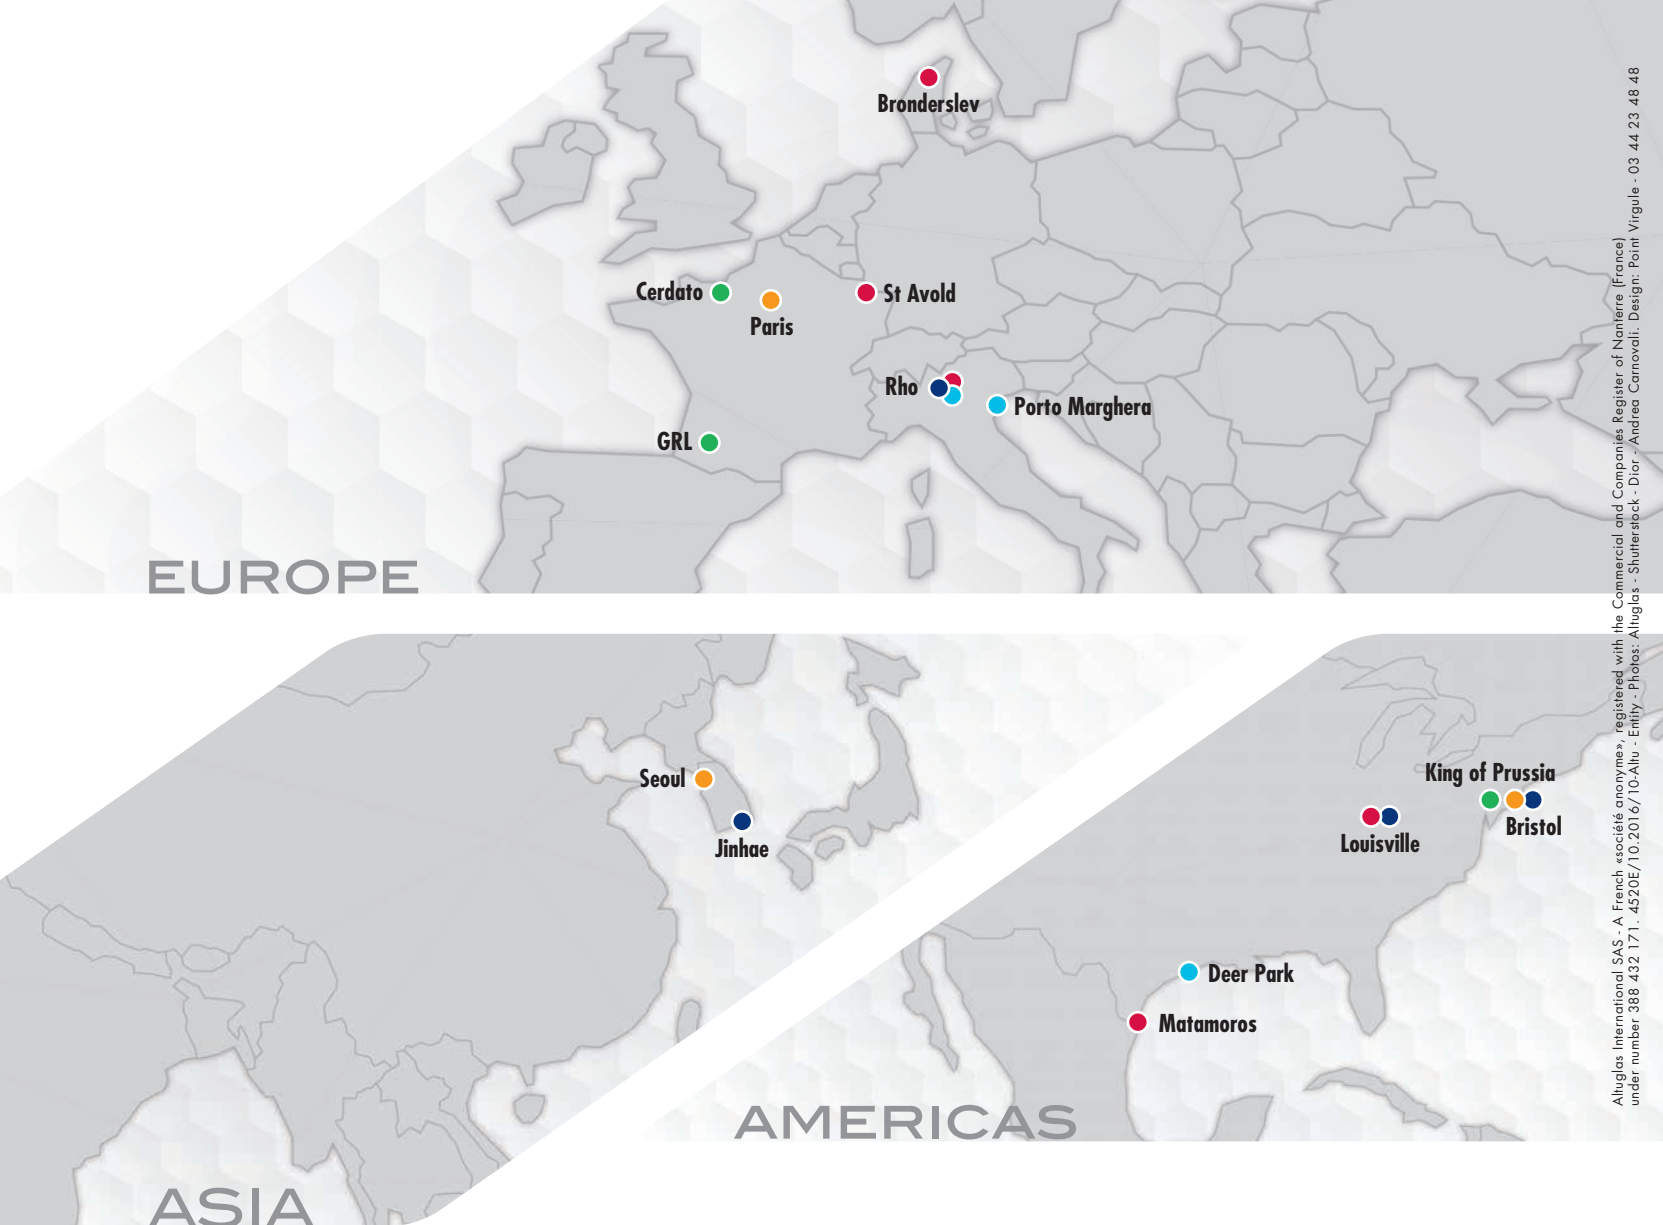 Bronderslev
Cerdato
St Avold
Paris
Rho
Porto Marghera
GRL
EUROPE
Seoul
Jinhae
ASIA
King of Prussia
Bristol
Louisville
Deer Park
Matamoros
AMERICAS
Altuglas International SAS - A French «société anonyme», registered with the Commercial and Companies Register of Nanterre (France)
under number 388 432 171. 4520E/10.2016/10-Altu - Entity - Photos: Altuglas - Shutterstock - Dior - Andrea Carnovali. Design: Point Virgule - 03 44 23 48 48